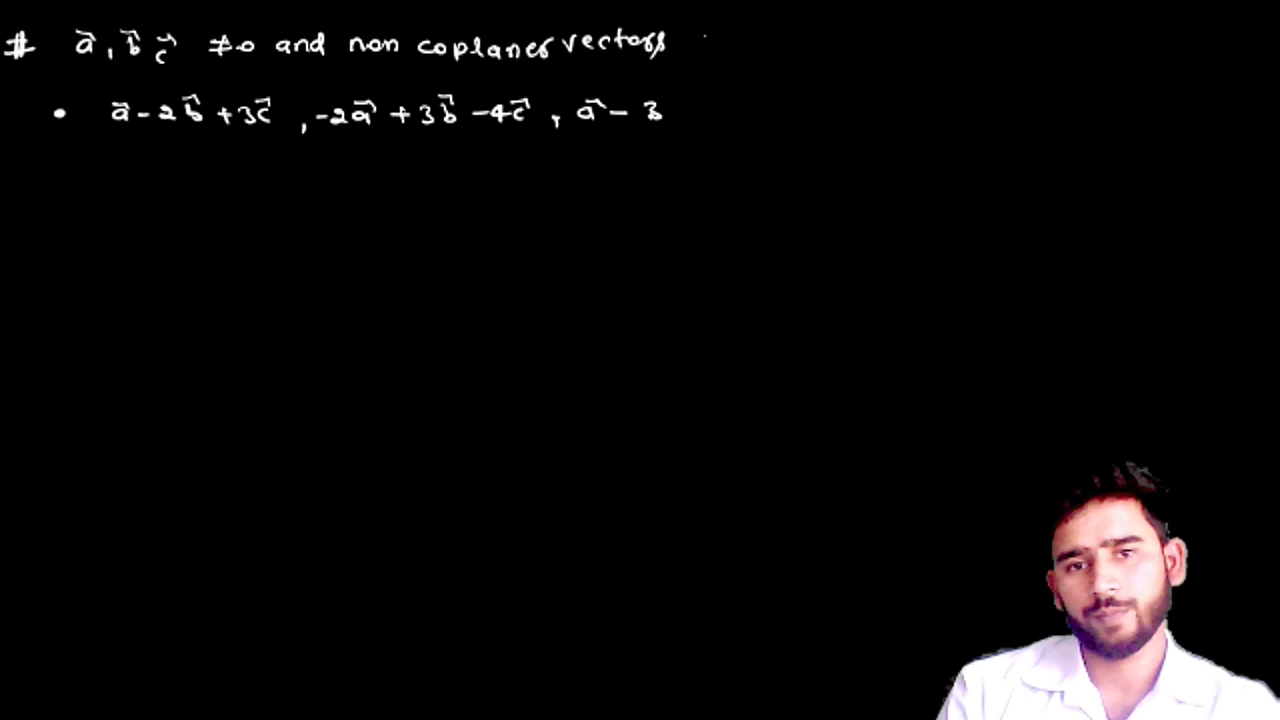 # a⃗, b⃗ c⃗ ≠0 and non coplaner vectors
• a⃗ - 2b⃗ + 3c⃗ , -2a⃗ + 3b⃗ - 4c⃗ , a⃗ - 3